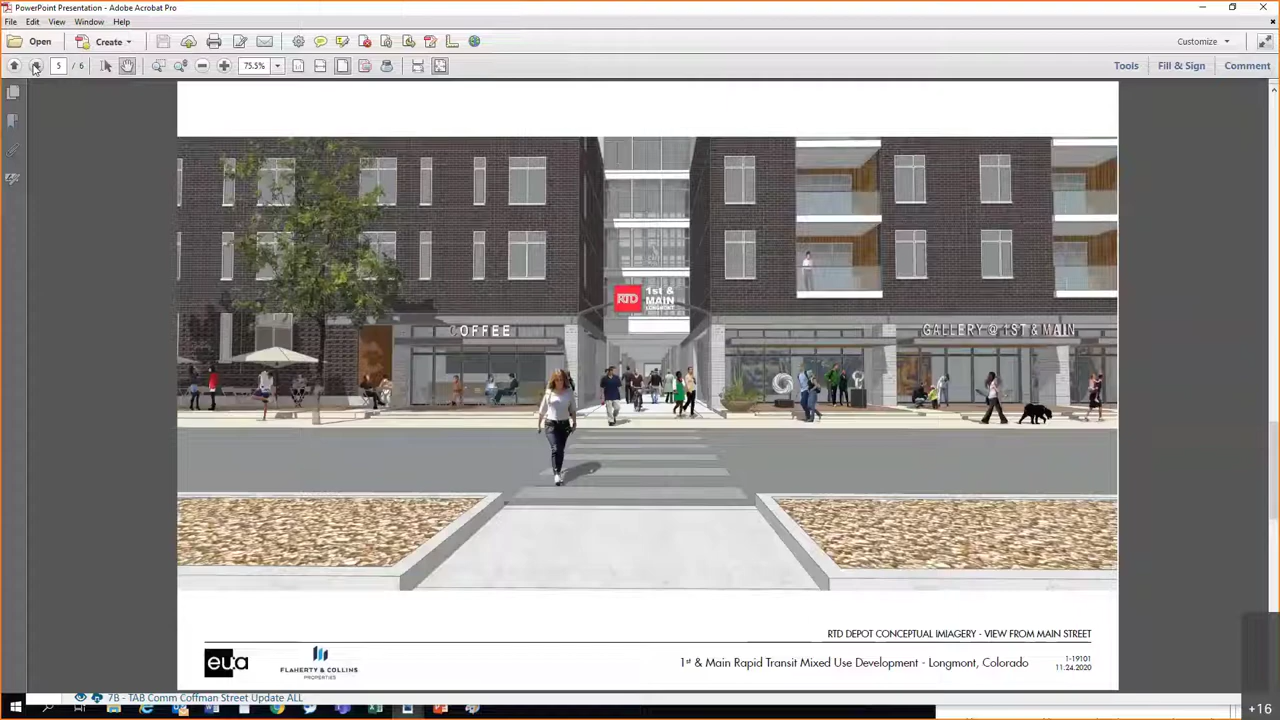 PowerPoint Presentation - Adobe Acrobat Pro
File Edit View Window Help
Open Create Customize
5 / 6 75.5% Tools Fill & Sign Comment
RTD 1st &
MAIN
LONGMONT
COFFEE GALLERY @ 1ST & MAIN
RTD DEPOT CONCEPTUAL IMIAGERY - VIEW FROM MAIN STREET
eua FLAHERTY & COLLINS
PROPERTIES
1st & Main Rapid Transit Mixed Use Development - Longmont, Colorado
1-19101
11.24.2020
7B - TAB Comm Coffman Street Update ALL
+16